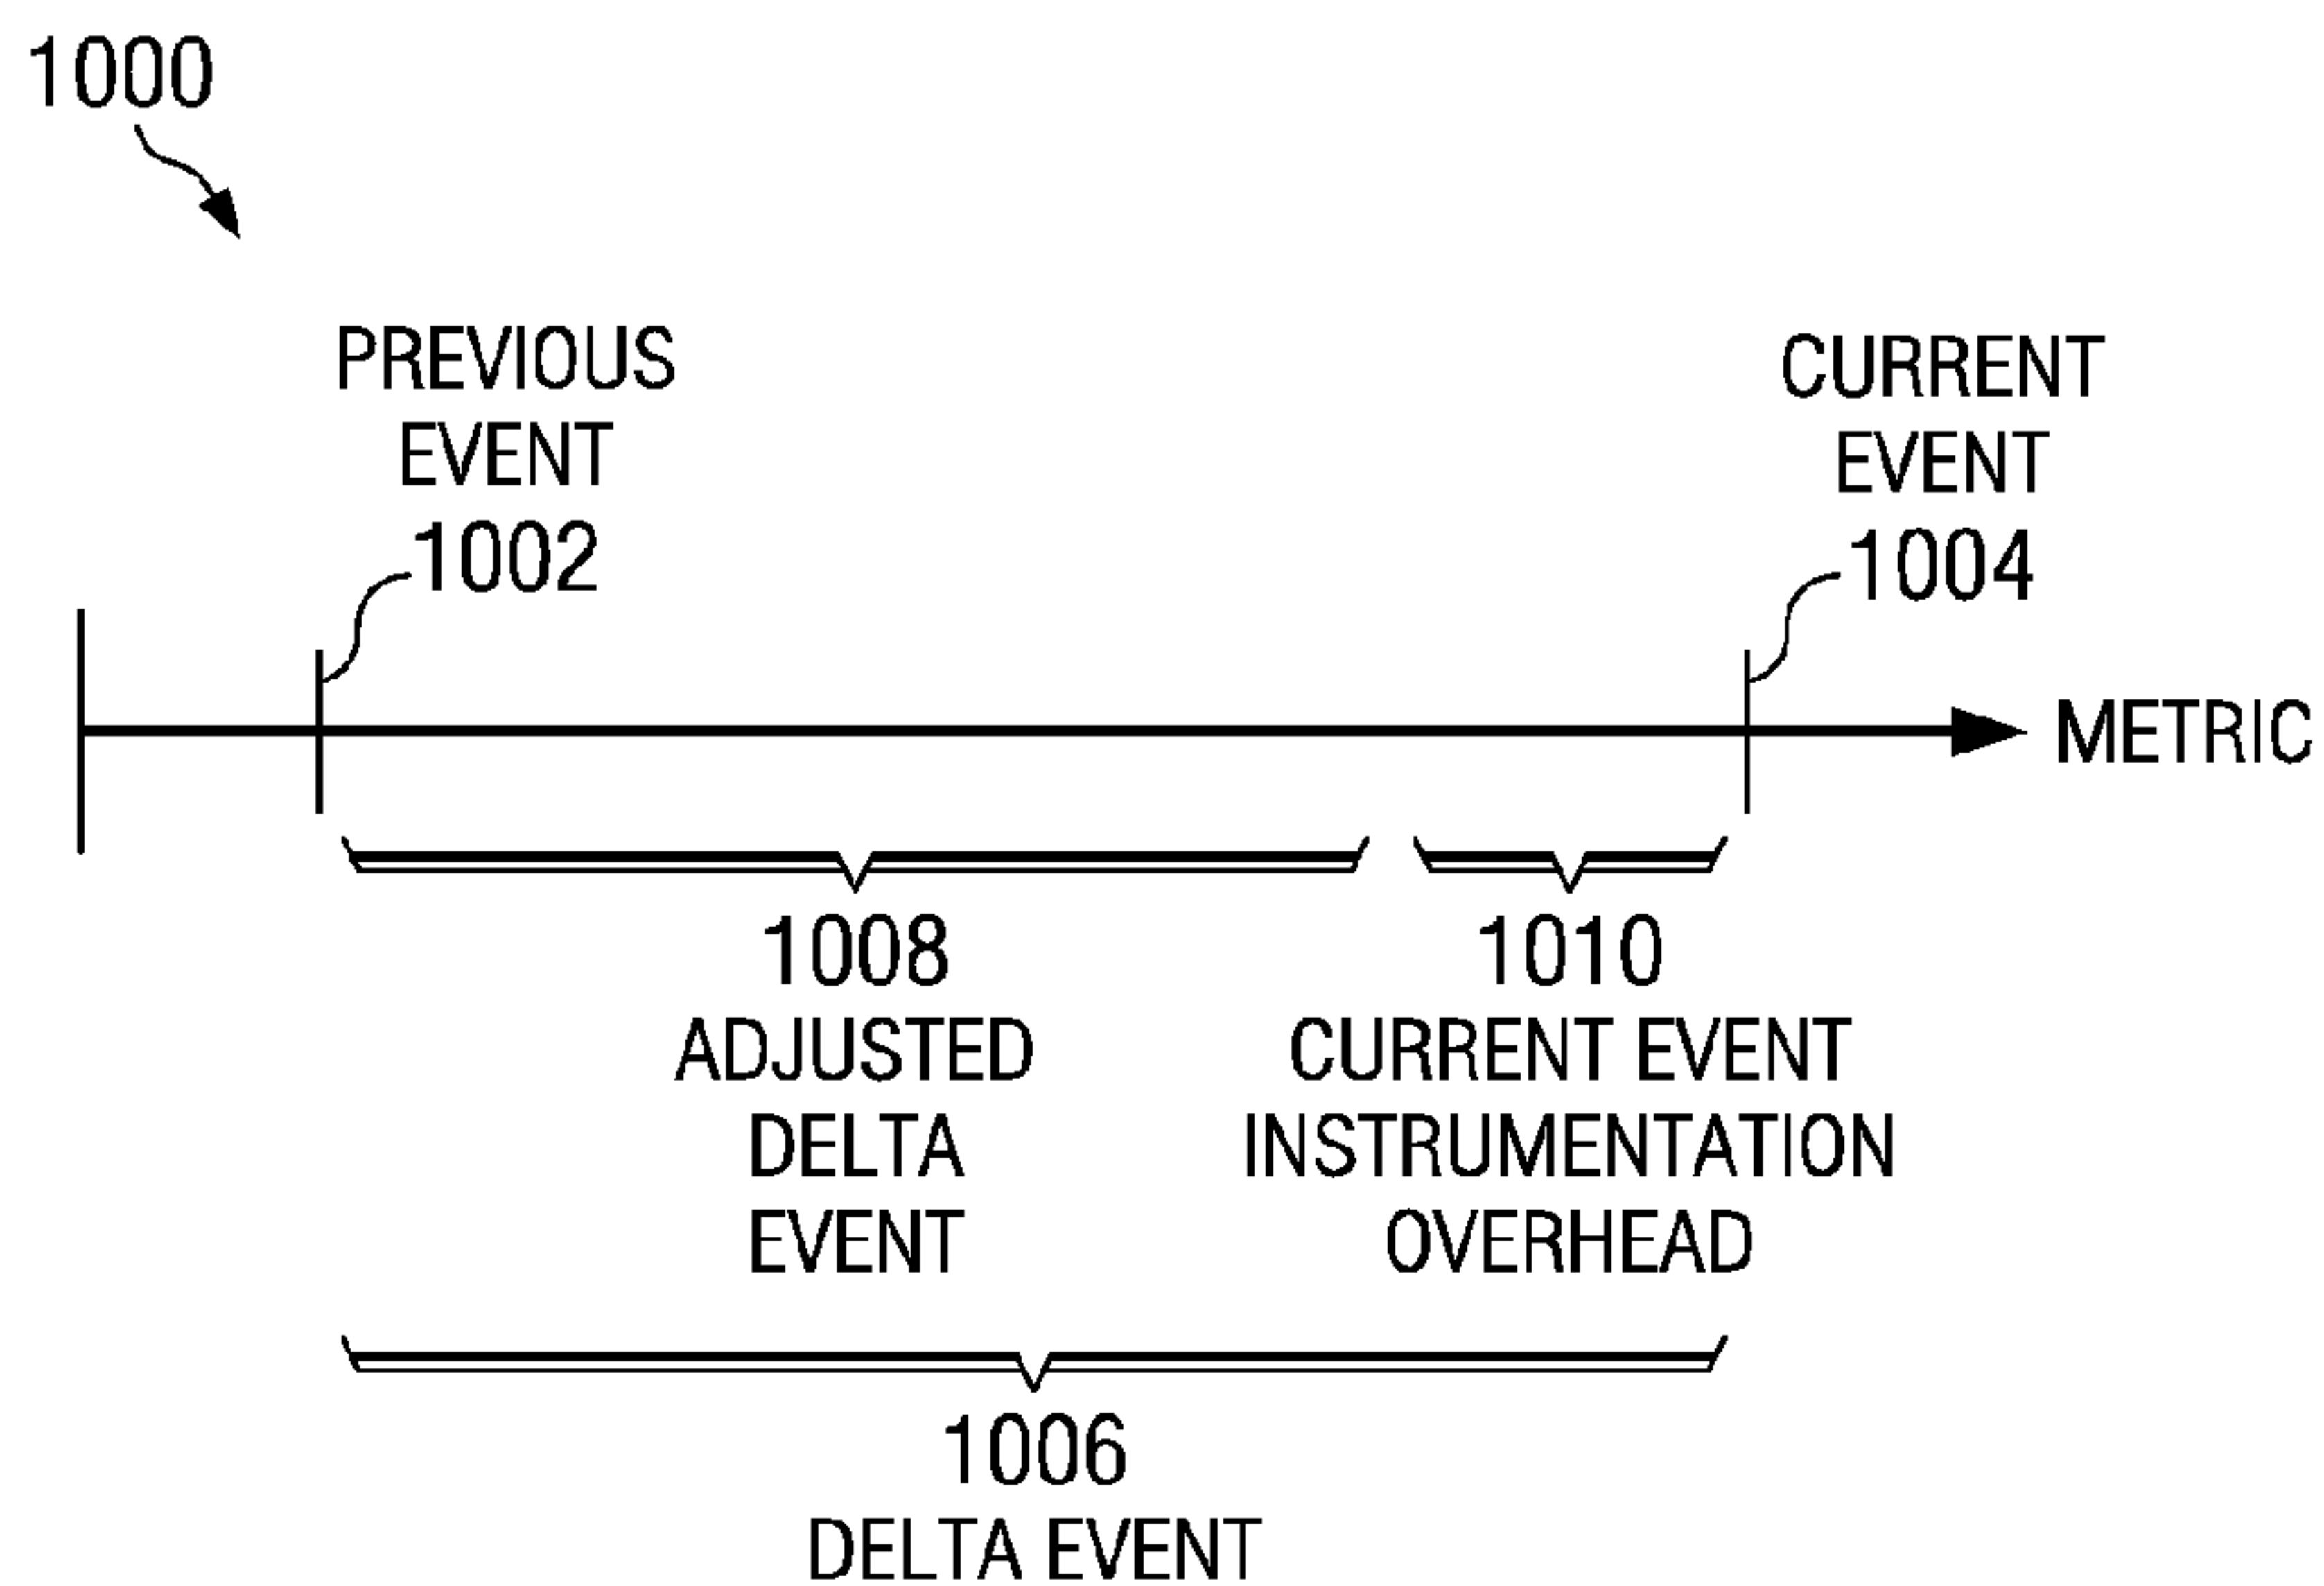 1000
PREVIOUS
EVENT
1002
CURRENT
EVENT
1004
METRIC
1008
ADJUSTED
DELTA
EVENT
1010
CURRENT EVENT
INSTRUMENTATION
OVERHEAD
1006
DELTA EVENT